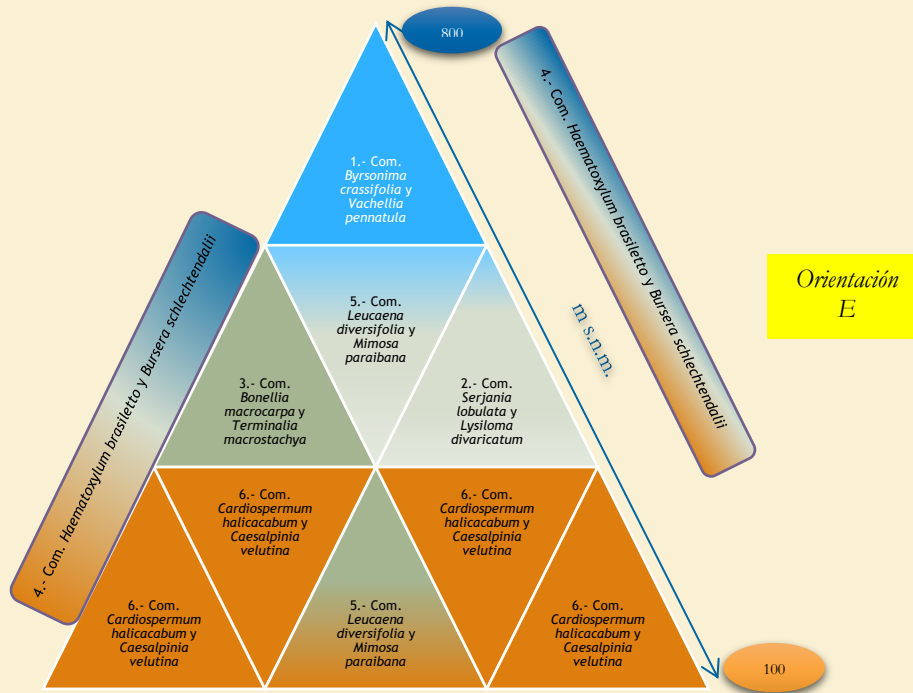 800
4.- Com. Haematoxylum brasiletto y Bursera schlechtendalii
1.- Com.
Byrsonima
crassifolia y
Vachellia
pennatula
4.- Com. Haematoxylum brasiletto y Bursera schlechtendalii
Orientación
E
5.- Com.
Leucaena
diversifolia y
Mimosa
paraibana
m s.n.m.
3.- Com.
Bonellia
macrocarpa y
Terminalia
macrostachya
2.- Com.
Serjania
lobulata y
Lysiloma
divaricatum
6.- Com.
Cardiospermum
halicacabum y
Caesalpinia
velutina
6.- Com.
Cardiospermum
halicacabum y
Caesalpinia
velutina
6.- Com.
Cardiospermum
halicacabum y
Caesalpinia
velutina
5.- Com.
Leucaena
diversifolia y
Mimosa
paraibana
6.- Com.
Cardiospermum
halicacabum y
Caesalpinia
velutina
100